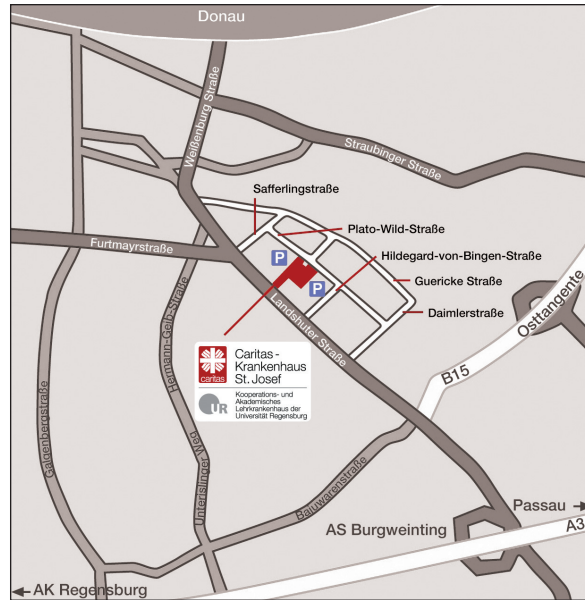 Donau
Weißenburg Straße
Straubinger Straße
Safferlingstraße
Plato-Wild-Straße
Furtmayrstraße
P
Hildegard-von-Bingen-Straße
Guericke Straße
P
Daimlerstraße
Osttangente
Landshuter Straße
Hermann-Geib-Straße
B15
caritas
Caritas -
Krankenhaus
St. Josef
UR
Kooperations- und
Akademisches
Lehrkrankenhaus der
Universität Regensburg
Galgenbergstraße
Unterislinger Weg
Bajuwarenstraße
Passau
AS Burgweinting
A3
AK Regensburg